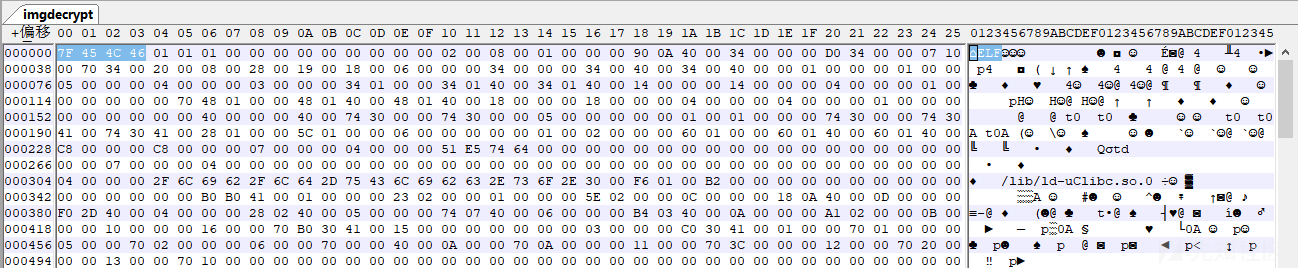 imgdecrypt
+偏移 00 01 02 03 04 05 06 07 08 09 0A 0B 0C 0D 0E 0F 10 11 12 13 14 15 16 17 18 19 1A 1B 1C 1D 1E 1F 20 21 22 23 24 25 0123456789ABCDEF0123456789ABCDEF012345
000000 7F 45 4C 46 01 01 01 00 00 00 00 00 00 00 00 00 02 00 08 00 01 00 00 00 90 0A 40 00 34 00 00 00 D0 34 00 00 07 10 ELF
000038 00 70 34 00 20 00 08 00 28 00 19 00 18 00 06 00 00 00 34 00 00 00 34 00 40 00 34 00 40 00 00 01 00 00 00 01 00 00
000076 05 00 00 00 04 00 00 00 03 00 00 00 34 01 00 00 34 01 40 00 34 01 40 00 14 00 00 00 14 00 00 00 04 00 00 00 01 00
000114 00 00 00 00 00 70 48 01 00 00 48 01 40 00 48 01 40 00 18 00 00 00 18 00 00 00 04 00 00 00 04 00 00 00 01 00 00 00
000152 00 00 00 00 00 00 40 00 00 00 40 00 74 30 00 00 74 30 00 00 05 00 00 00 00 00 01 00 01 00 00 00 74 30 00 00 74 30
000190 41 00 74 30 41 00 28 01 00 00 5C 01 00 00 06 00 00 00 00 00 01 00 02 00 00 00 60 01 00 00 60 01 40 00 60 01 40 00
000228 C8 00 00 00 C8 00 00 00 07 00 00 00 04 00 00 00 51 E5 74 64 00 00 00 00 00 00 00 00 00 00 00 00 00 00 00 00 00 00 Qσtd
000266 00 00 07 00 00 00 04 00 00 00 00 00 00 00 00 00 00 00 00 00 00 00 00 00 00 00 00 00 00 00 00 00 00 00 00 00 00 00
000304 04 00 00 00 2F 6C 69 62 2F 6C 64 2D 75 43 6C 69 62 63 2E 73 6F 2E 30 00 F6 01 00 B2 00 00 00 00 00 00 00 00 00 00 /lib/ld-uClibc.so.0
000342 00 00 00 00 00 00 B0 B0 41 00 01 00 00 00 23 02 00 00 01 00 00 00 5E 02 00 00 0C 00 00 00 18 0A 40 00 0D 00 00 00
000380 F0 2D 40 00 04 00 00 00 28 02 40 00 05 00 00 00 74 07 40 00 06 00 00 00 B4 03 40 00 0A 00 00 00 A1 02 00 00 0B 00
000418 00 00 10 00 00 00 16 00 00 70 B0 30 41 00 15 00 00 00 00 00 00 00 03 00 00 00 C0 30 41 00 01 00 00 70 01 00 00 00
000456 05 00 00 70 02 00 00 00 06 00 00 70 00 00 40 00 0A 00 00 70 0A 00 00 00 11 00 00 70 3C 00 00 00 12 00 00 70 20 00
000494 00 00 13 00 00 70 10 00 00 00 00 00 00 00 00 00 00 00 00 00 00 00 00 00 00 00 00 00 00 00 00 00 00 00 00 00 00 00